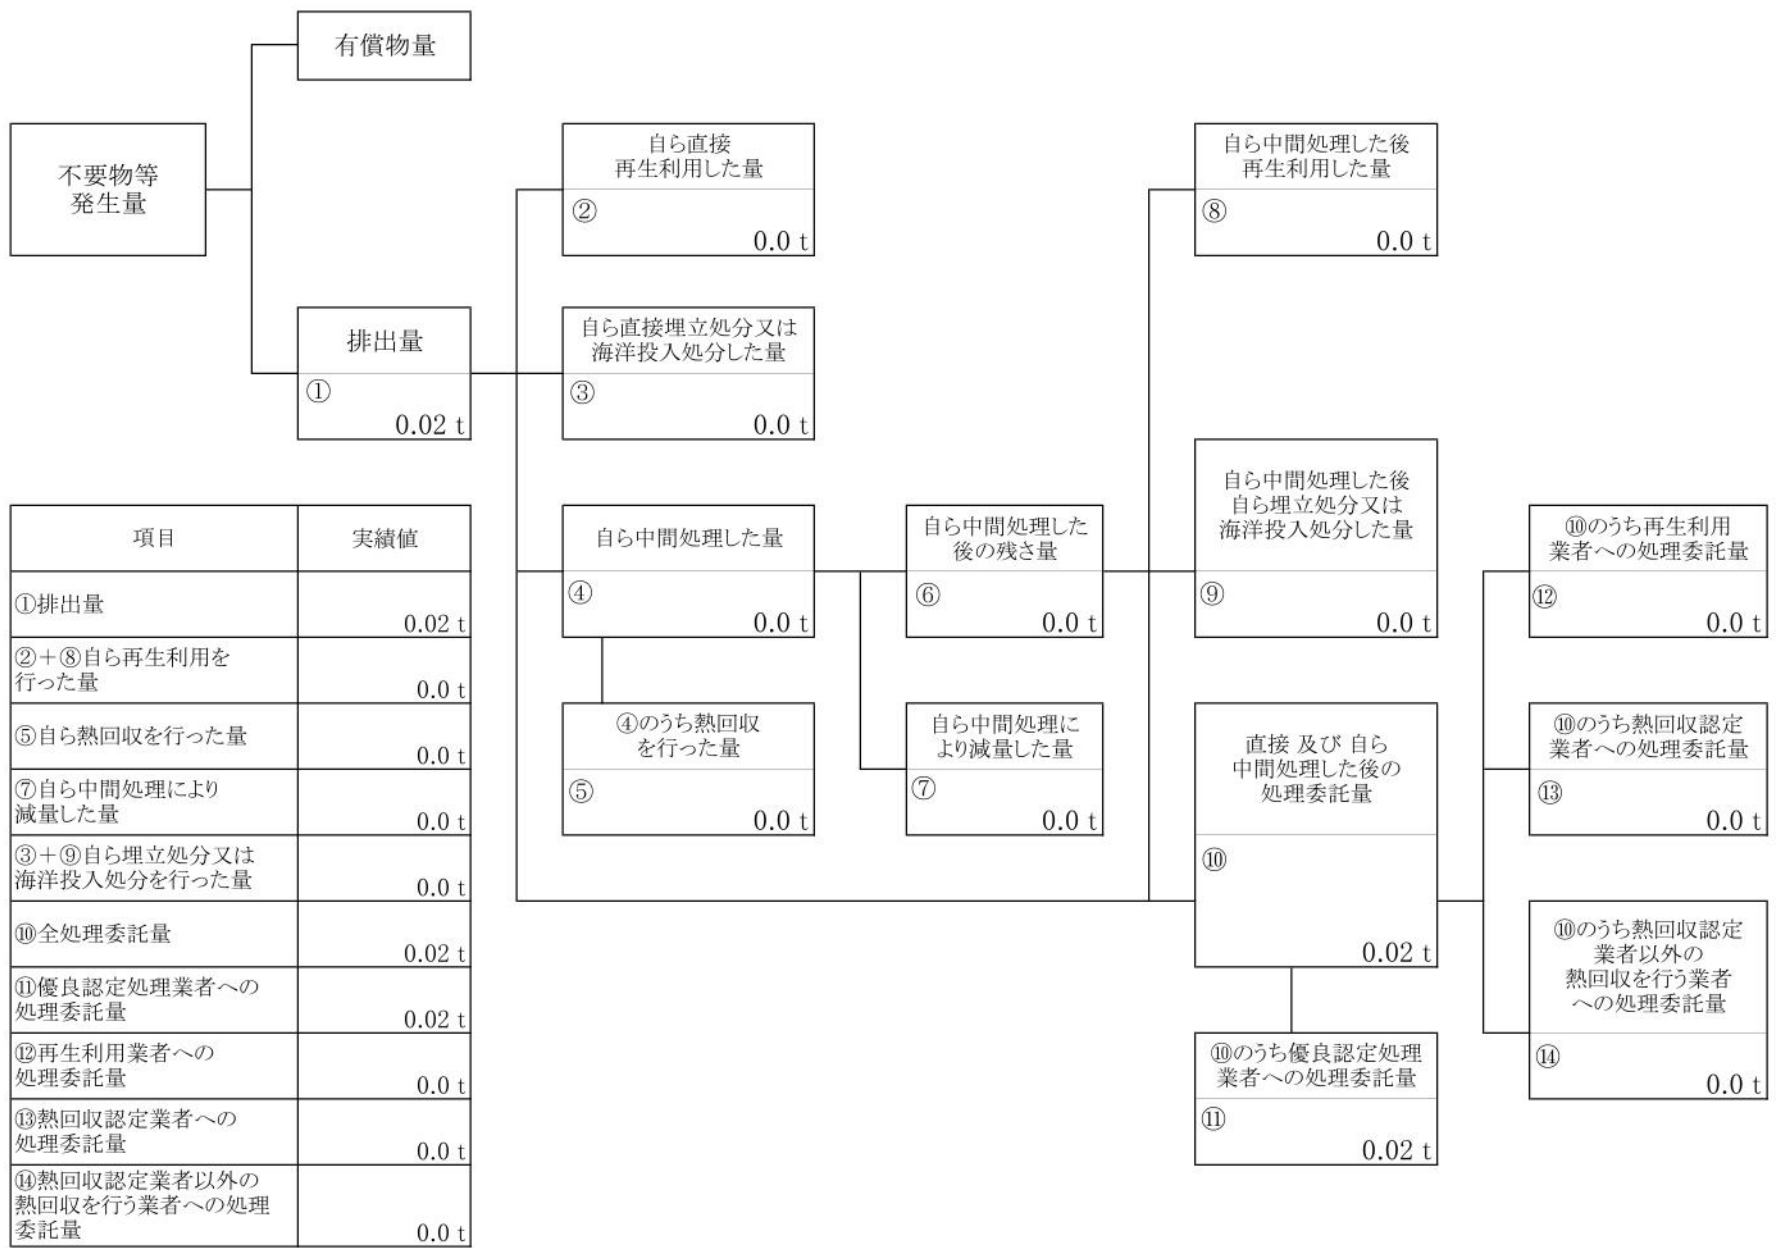 有償物量
不要物等
発生量
排出量
①
0.02 t
自ら直接
再生利用した量
②
0.0 t
自ら直接埋立処分又は
海洋投入処分した量
③
0.0 t
自ら中間処理した量
④
0.0 t
④のうち熱回収
を行った量
⑤
0.0 t
自ら中間処理した
後の残さ量
⑥
0.0 t
自ら中間処理に
より減量した量
⑦
0.0 t
自ら中間処理した後
再生利用した量
⑧
0.0 t
自ら中間処理した後
自ら埋立処分又は
海洋投入処分した量
⑨
0.0 t
直接 及び 自ら
中間処理した後の
処理委託量
⑩
0.02 t
⑩のうち優良認定処理
業者への処理委託量
⑪
0.02 t
⑩のうち再生利用
業者への処理委託量
⑫
0.0 t
⑩のうち熱回収認定
業者への処理委託量
⑬
0.0 t
⑩のうち熱回収認定
業者以外の
熱回収を行う業者
への処理委託量
⑭
0.0 t
項目 実績値
①排出量
0.02 t
②＋⑧自ら再生利用を
行った量
0.0 t
⑤自ら熱回収を行った量
0.0 t
⑦自ら中間処理により
減量した量
0.0 t
③＋⑨自ら埋立処分又は
海洋投入処分を行った量
0.0 t
⑩全処理委託量
0.02 t
⑪優良認定処理業者への
処理委託量
0.02 t
⑫再生利用業者への
処理委託量
0.0 t
⑬熱回収認定業者への
処理委託量
0.0 t
⑭熱回収認定業者以外の
熱回収を行う業者への処理
委託量
0.0 t